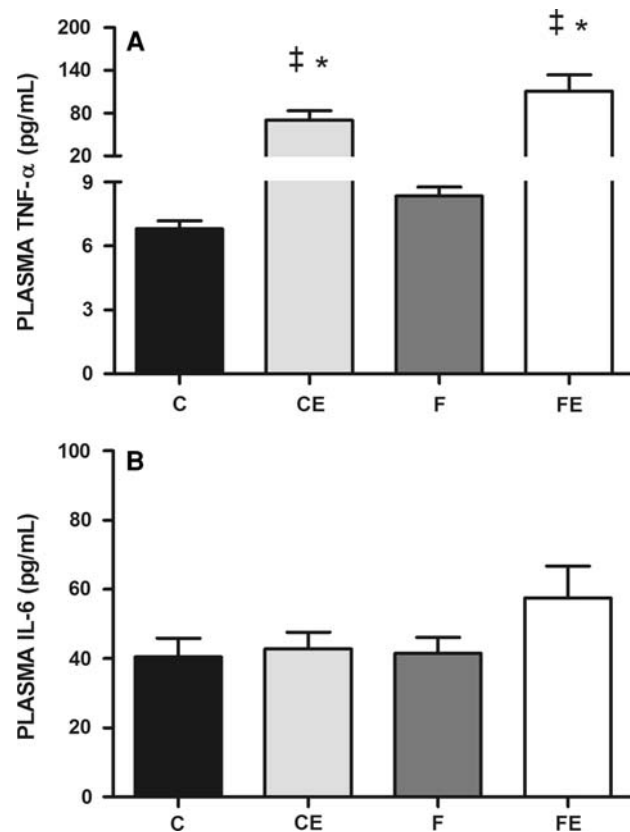 A
PLASMA TNF-α (pg/mL)
200
140
80
20
9
6
3
0
‡ *
‡ *
C CE F FE
B
PLASMA IL-6 (pg/mL)
100
80
60
40
20
0
C CE F FE